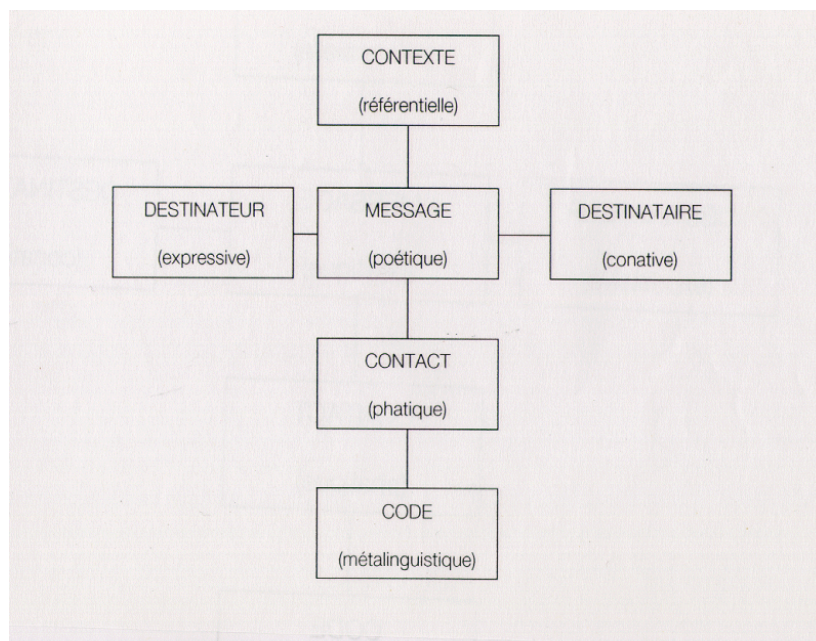 CONTEXTE
(référentielle)
DESTINATEUR
(expressive)
MESSAGE
(poétique)
DESTINATAIRE
(conative)
CONTACT
(phatique)
CODE
(métalinguistique)